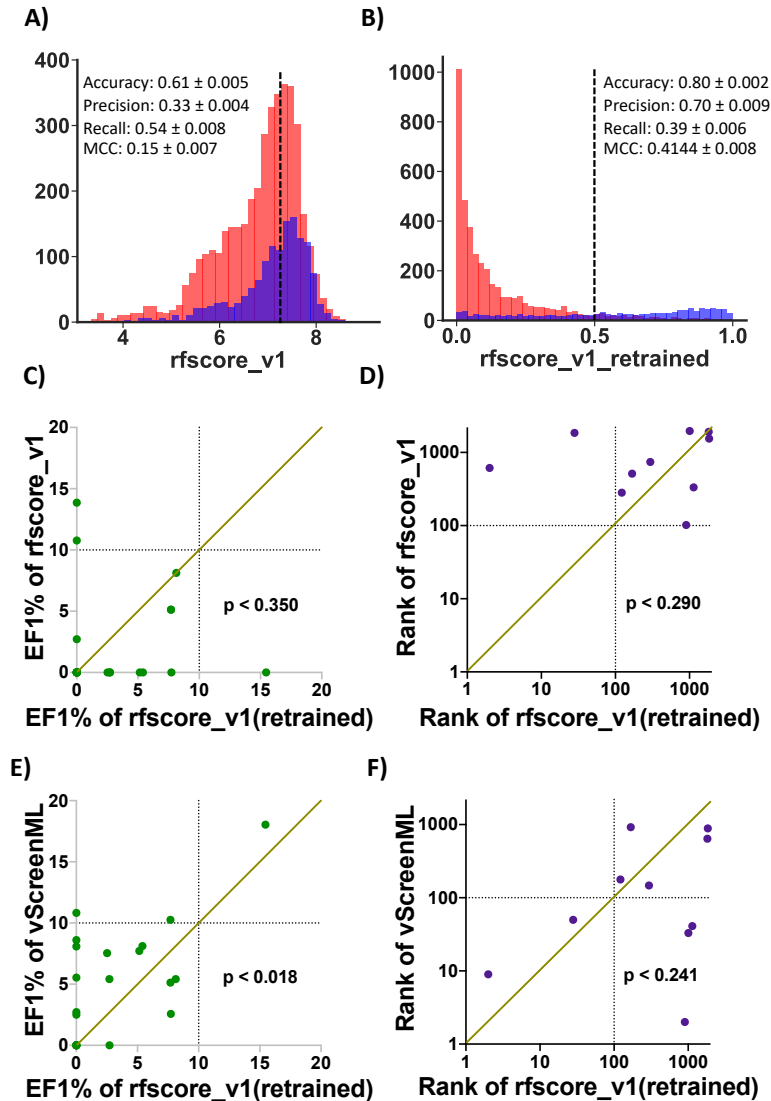 A)
Accuracy: 0.61 ± 0.005
Precision: 0.33 ± 0.004
Recall: 0.54 ± 0.008
MCC: 0.15 ± 0.007
400
300
200
100
0
4
6
8
rfscore_v1
B)
Accuracy: 0.80 ± 0.002
Precision: 0.70 ± 0.009
Recall: 0.39 ± 0.006
MCC: 0.4144 ± 0.008
1000
800
600
400
200
0
0.0
0.5
1.0
rfscore_v1_retrained
C)
EF1% of rfscore_v1
20
15
10
5
0
p < 0.350
0
5
10
15
20
EF1% of rfscore_v1(retrained)
D)
Rank of rfscore_v1
1000
100
10
1
p < 0.290
1
10
100
1000
Rank of rfscore_v1(retrained)
E)
EF1% of vScreenML
20
15
10
5
0
p < 0.018
0
5
10
15
20
EF1% of rfscore_v1(retrained)
F)
Rank of vScreenML
1000
100
10
1
p < 0.241
1
10
100
1000
Rank of rfscore_v1(retrained)